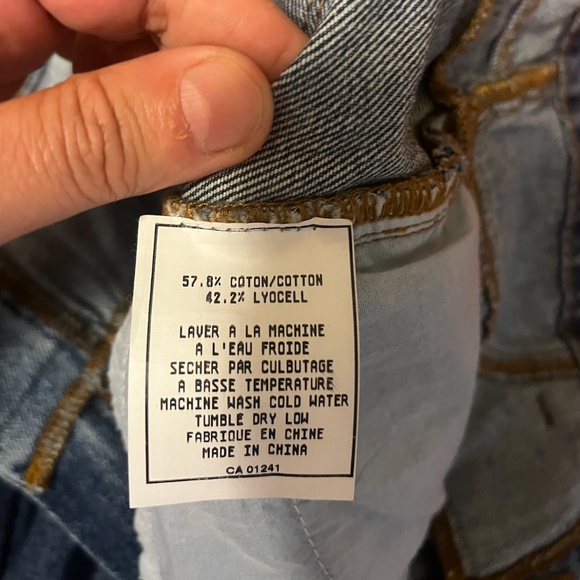 57.8% COTON/COTTON
42.2% LYOCELL
LAVER A LA MACHINE
A L'EAU FROIDE
SECHER PAR CULBUTAGE
A BASSE TEMPERATURE
MACHINE WASH COLD WATER
TUMBLE DRY LOW
FABRIQUE EN CHINE
MADE IN CHINA
CA 01241